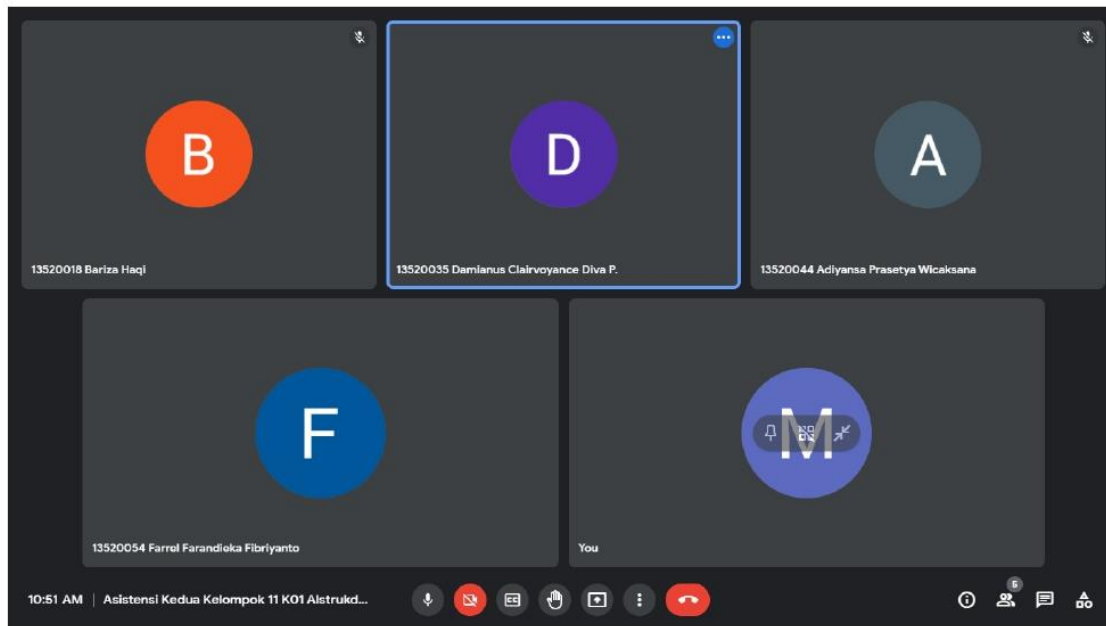 B
D
A
13520018 Bariza Haqi
13520035 Damianus Clairvoyance Diva P.
13520044 Adiyansa Prasetya Wicaksana
F
M
13520054 Farrel Farandieka Fibriyanto
You
10:51 AM | Asistensi Kedua Kelompok 11 K01 Alstrukd...
CC
5